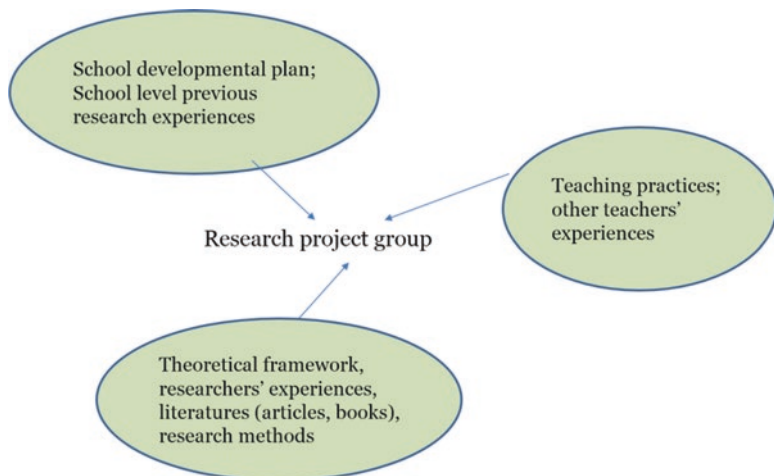 School developmental plan;
School level previous
research experiences
Teaching practices;
other teachers’
experiences
Research project group
Theoretical framework,
researchers’ experiences,
literatures (articles, books),
research methods